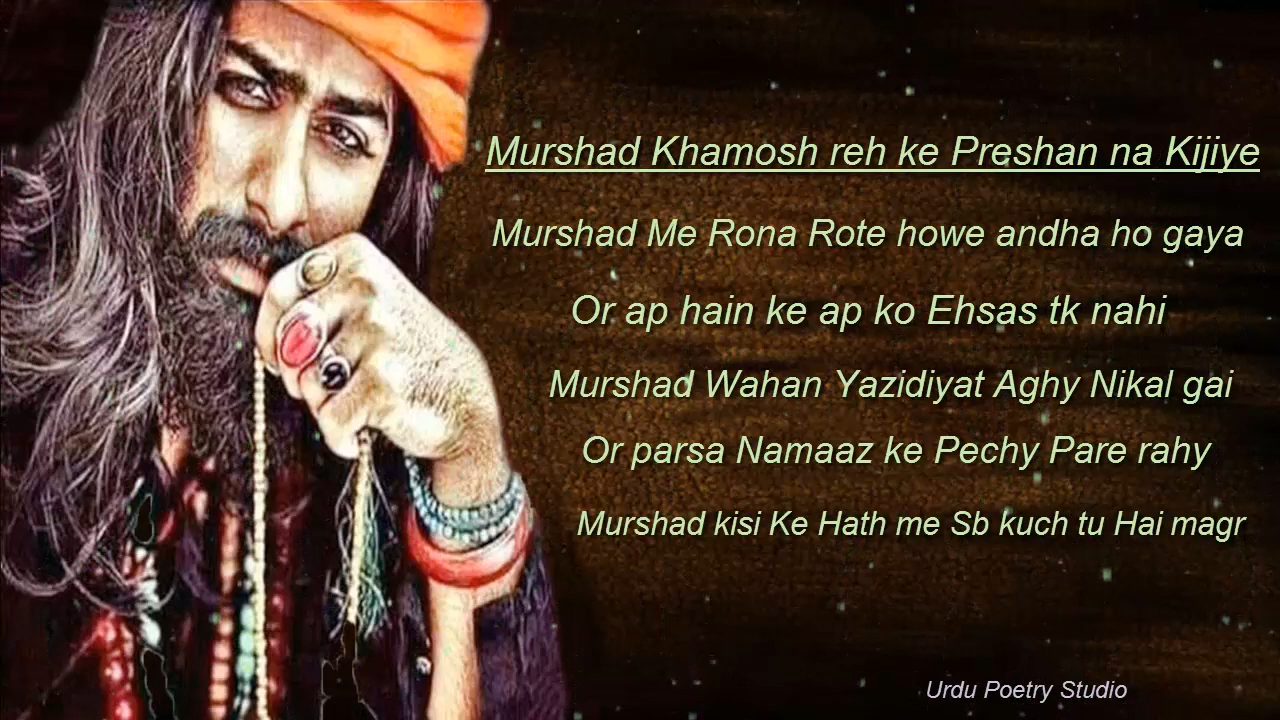 Murshad Khamosh reh ke Preshan na Kijiye
Murshad Me Rona Rote howe andha ho gaya
Or ap hain ke ap ko Ehsas tk nahi
Murshad Wahan Yazidiyat Aghy Nikal gai
Or parsa Namaaz ke Pechy Pare rahy
Murshad kisi Ke Hath me Sb kuch tu Hai magr
Urdu Poetry Studio